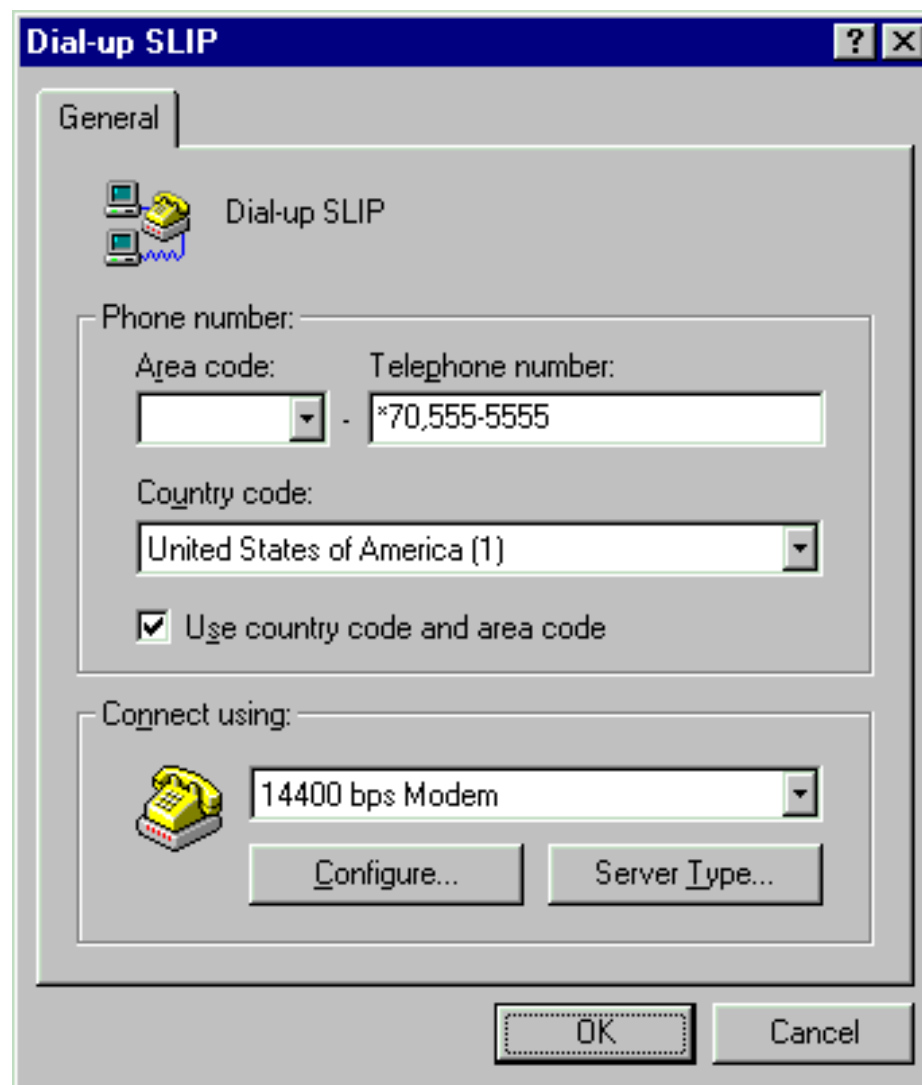 Dial-up SLIP
General
Dial-up SLIP
Phone number:
Area code: Telephone number:
- *70,555-5555
Country code:
United States of America (1)
Use country code and area code
Connect using:
14400 bps Modem
Configure... Server Type...
OK Cancel